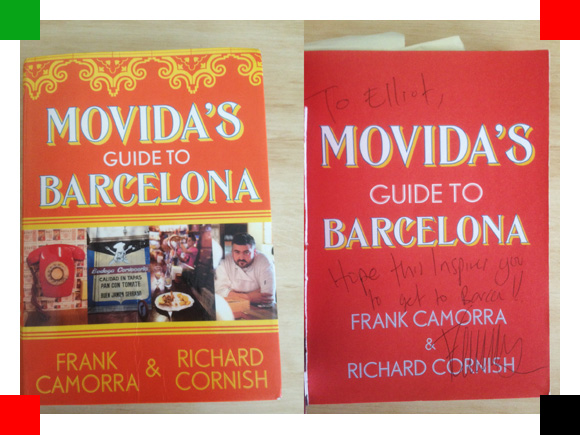 MOVIDA'S
GUIDE TO
BARCELONA
CALIDAD EN TAPAS
PAN CON TOMATE
FRANK
CAMORRA
&
RICHARD
CORNISH
To Elliot,
MOVIDA'S
GUIDE TO
BARCELONA
Hope this Inspires you
to get to
FRANK CAMORRA
&
RICHARD CORNISH